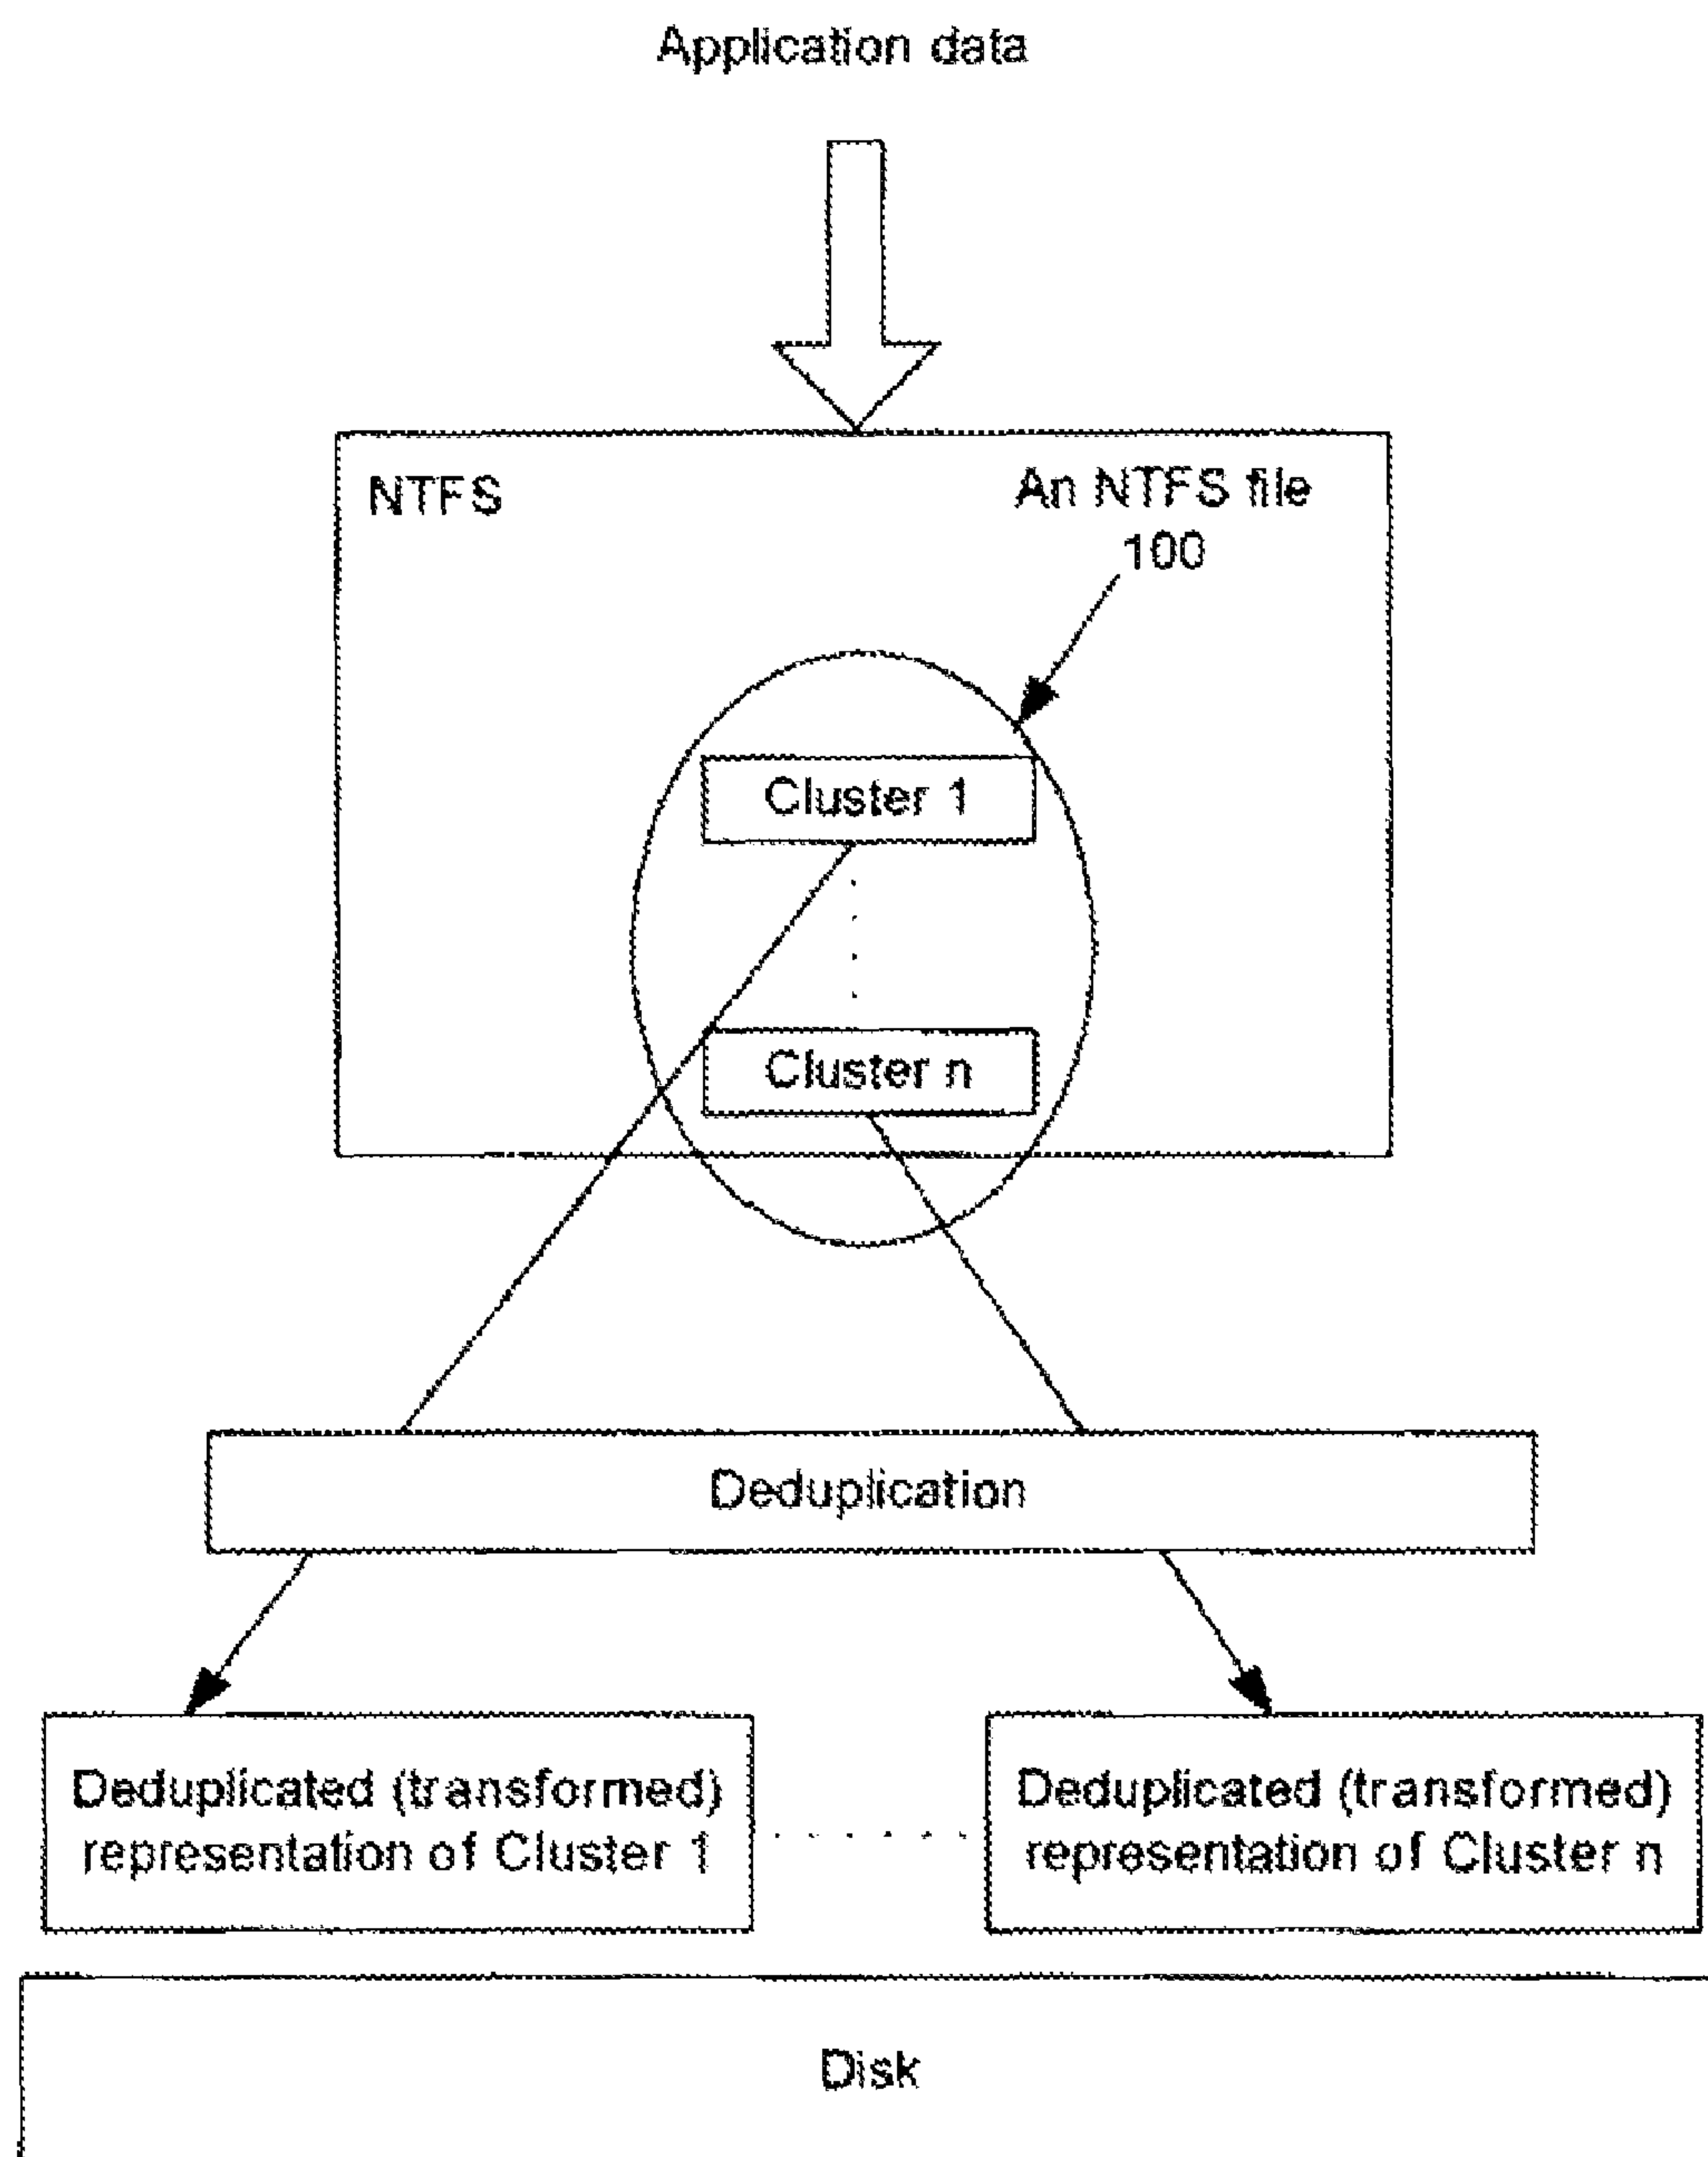 Application data
NTFS
An NTFS file
100
Cluster 1
Cluster n
Deduplication
Deduplicated (transformed)
representation of Cluster 1
Deduplicated (transformed)
representation of Cluster n
Disk